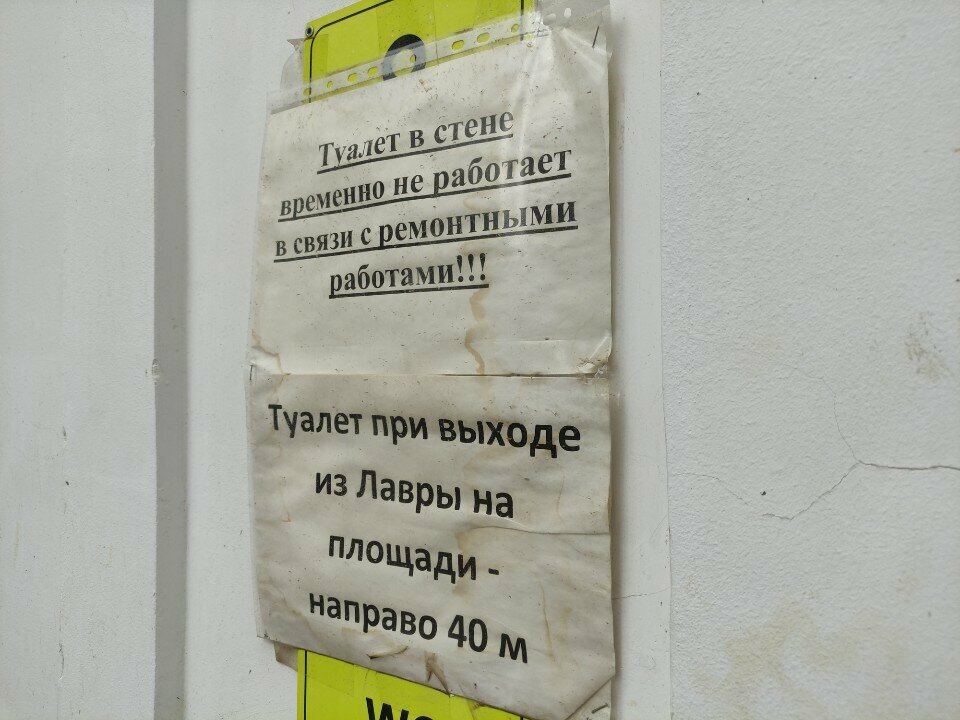 Туалет в стене
временно не работает
в связи с ремонтными
работами!!!
Туалет при выходе
из Лавры на
площади -
направо 40 м